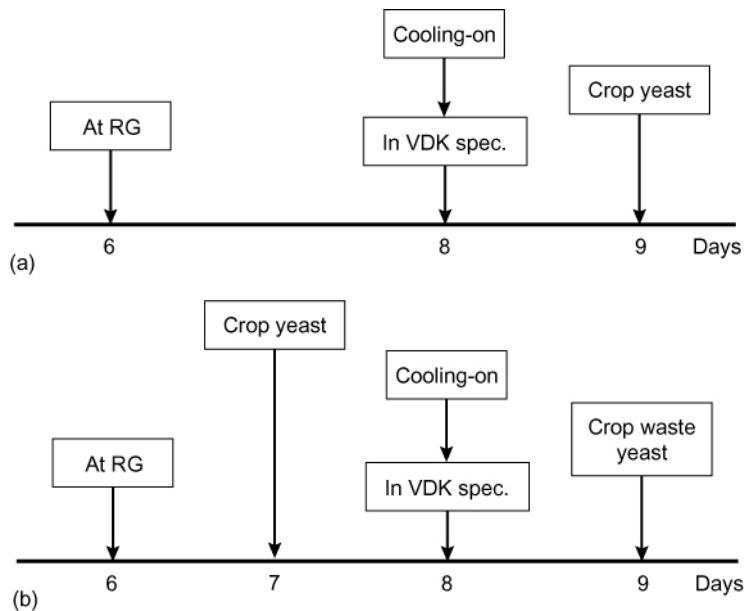 Cooling-on
Crop yeast
At RG
In VDK spec.
6
8
9
Days
(a)
Crop yeast
Cooling-on
Crop waste
yeast
At RG
In VDK spec.
6
7
8
9
Days
(b)